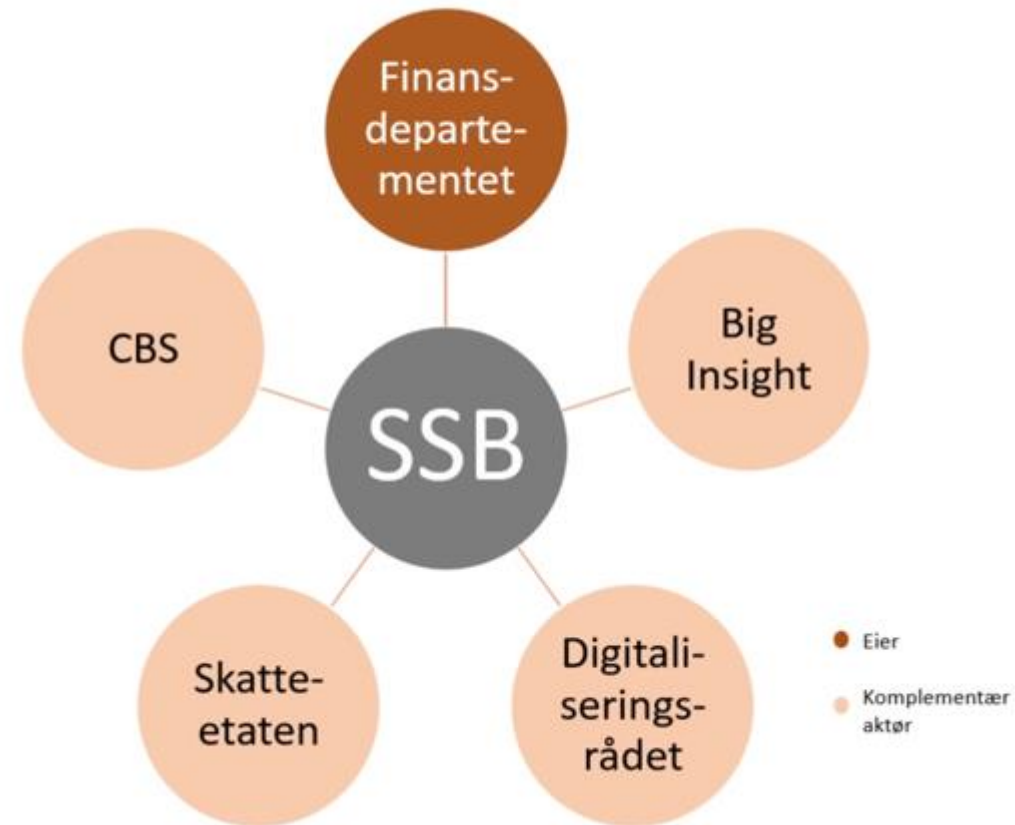 Finans-
departe-
mentet
CBS
Big
Insight
SSB
Skatte-
etaten
Digitali-
serings-
rådet
Eier
Komplementær
aktør